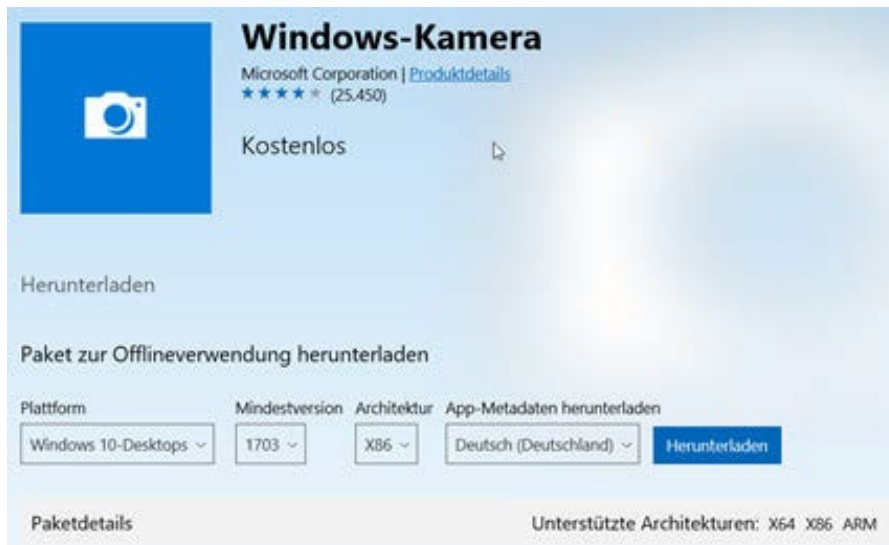 Windows-Kamera
Microsoft Corporation | Produktdetails
(25.450)
Kostenlos
Herunterladen
Paket zur Offlineverwendung herunterladen
Plattform Mindestversion Architektur App-Metadaten herunterladen
Windows 10-Desktops 1703 X86 Deutsch (Deutschland) Herunterladen
Paketdetails Unterstützte Architekturen: X64 X86 ARM